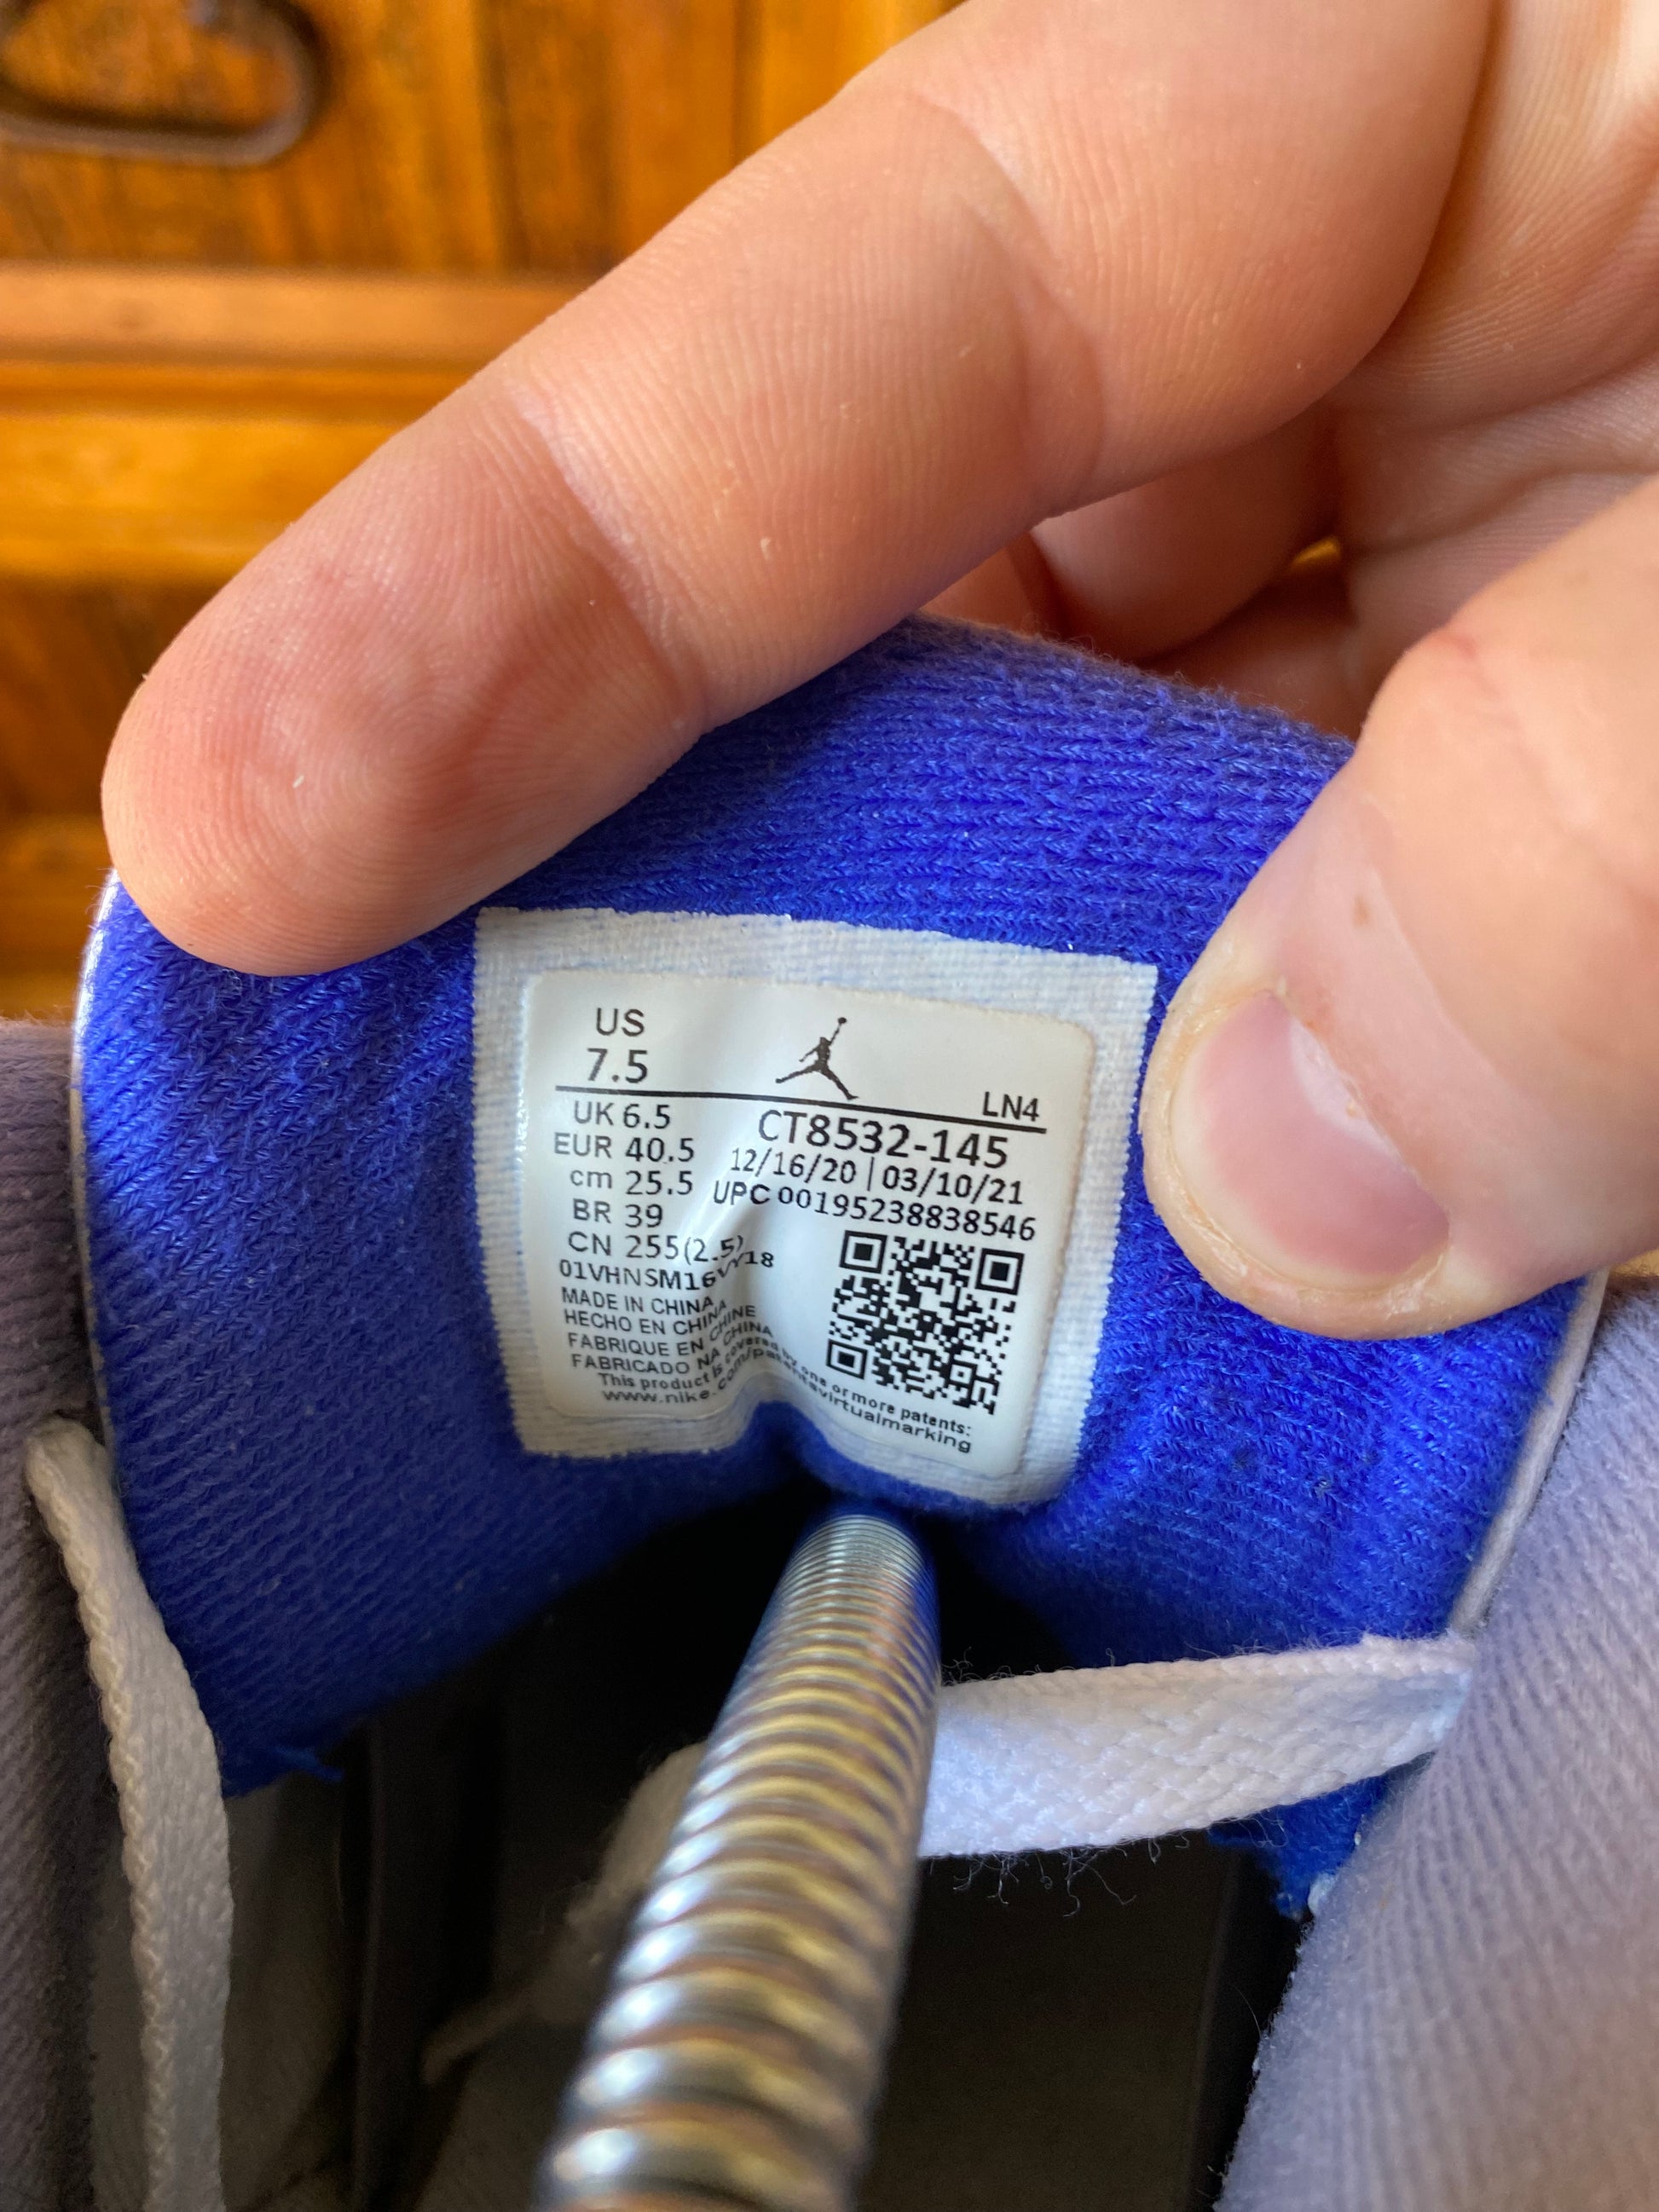 US
7.5
LN4
UK 6.5
EUR 40.5
cm 25.5
BR 39
CN 255(2.5)
01VHNSM16VY18
CT8532-145
12/16/20 | 03/10/21
UPC 00195238838546
MADE IN CHINA
HECHO EN CHINA
FABRIQUE EN CHINE
FABRICADO NA CHINA
This product is covered by one or more patents:
www.nike.com/patentsvirtualmarking